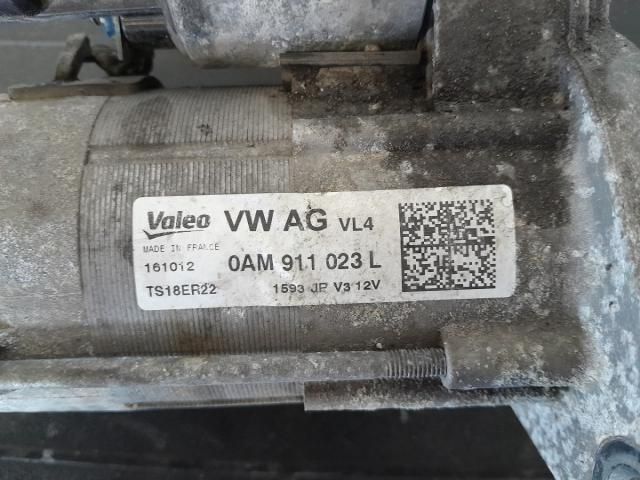 Valeo VW AG VL4
MADE IN FRANCE
161012 0AM 911 023 L
TS18ER22 1593 JP V3 12V